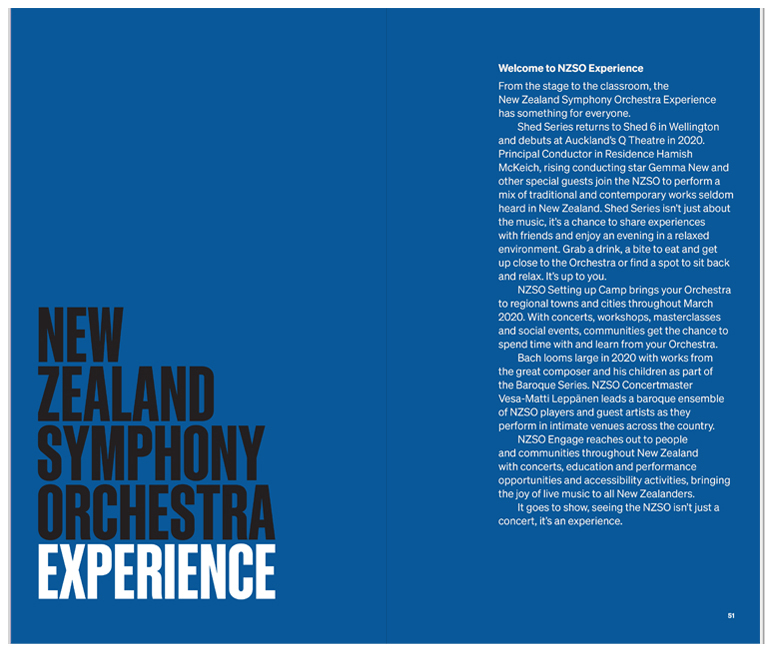 NEW
ZEALAND
SYMPHONY
ORCHESTRA
EXPERIENCE
Welcome to NZSO Experience
From the stage to the classroom, the
New Zealand Symphony Orchestra Experience
has something for everyone.
Shed Series returns to Shed 6 in Wellington
and debuts at Auckland's Q Theatre in 2020.
Principal Conductor in Residence Hamish
McKeich, rising conducting star Gemma New and
other special guests join the NZSO to perform a
mix of traditional and contemporary works seldom
heard in New Zealand. Shed Series isn't just about
the music, it's a chance to share experiences
with friends and enjoy an evening in a relaxed
environment. Grab a drink, a bite to eat and get
up close to the Orchestra or find a spot to sit back
and relax. It's up to you.
NZSO Setting up Camp brings your Orchestra
to regional towns and cities throughout March
2020. With concerts, workshops, masterclasses
and social events, communities get the chance to
spend time with and learn from your Orchestra.
Bach looms large in 2020 with works from
the great composer and his children as part of
the Baroque Series. NZSO Concertmaster
Vesa-Matti Leppänen leads a baroque ensemble
of NZSO players and guest artists as they
perform in intimate venues across the country.
NZSO Engage reaches out to people
and communities throughout New Zealand
with concerts, education and performance
opportunities and accessibility activities, bringing
the joy of live music to all New Zealanders.
It goes to show, seeing the NZSO isn't just a
concert, it's an experience.
51